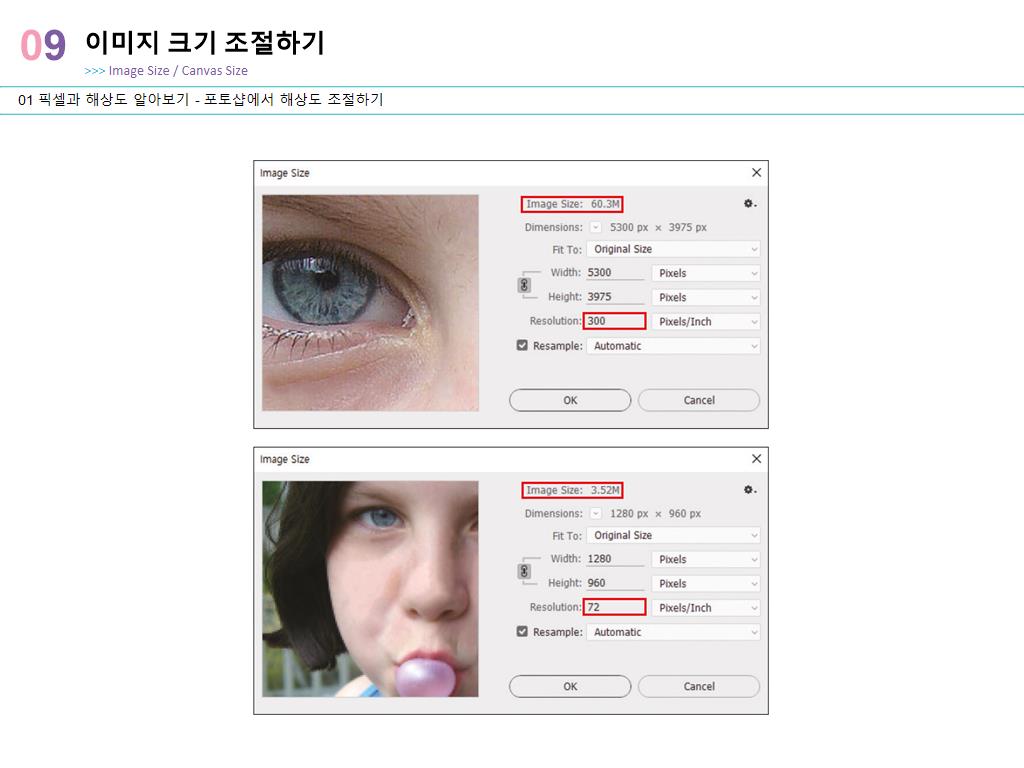 09 이미지 크기 조절하기
>>> Image Size / Canvas Size
01 픽셀과 해상도 알아보기 - 포토샵에서 해상도 조절하기
Image Size
Image Size: 60.3M
Dimensions: 5300 px × 3975 px
Fit To: Original Size
Width: 5300 Pixels
Height: 3975 Pixels
Resolution: 300 Pixels/Inch
Resample: Automatic
OK Cancel
Image Size
Image Size: 3.52M
Dimensions: 1280 px × 960 px
Fit To: Original Size
Width: 1280 Pixels
Height: 960 Pixels
Resolution: 72 Pixels/Inch
Resample: Automatic
OK Cancel